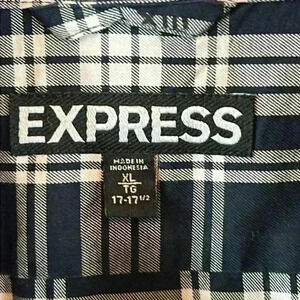 EXPRESS
MADE IN
INDONESIA
XL
TG
17-17 1/2